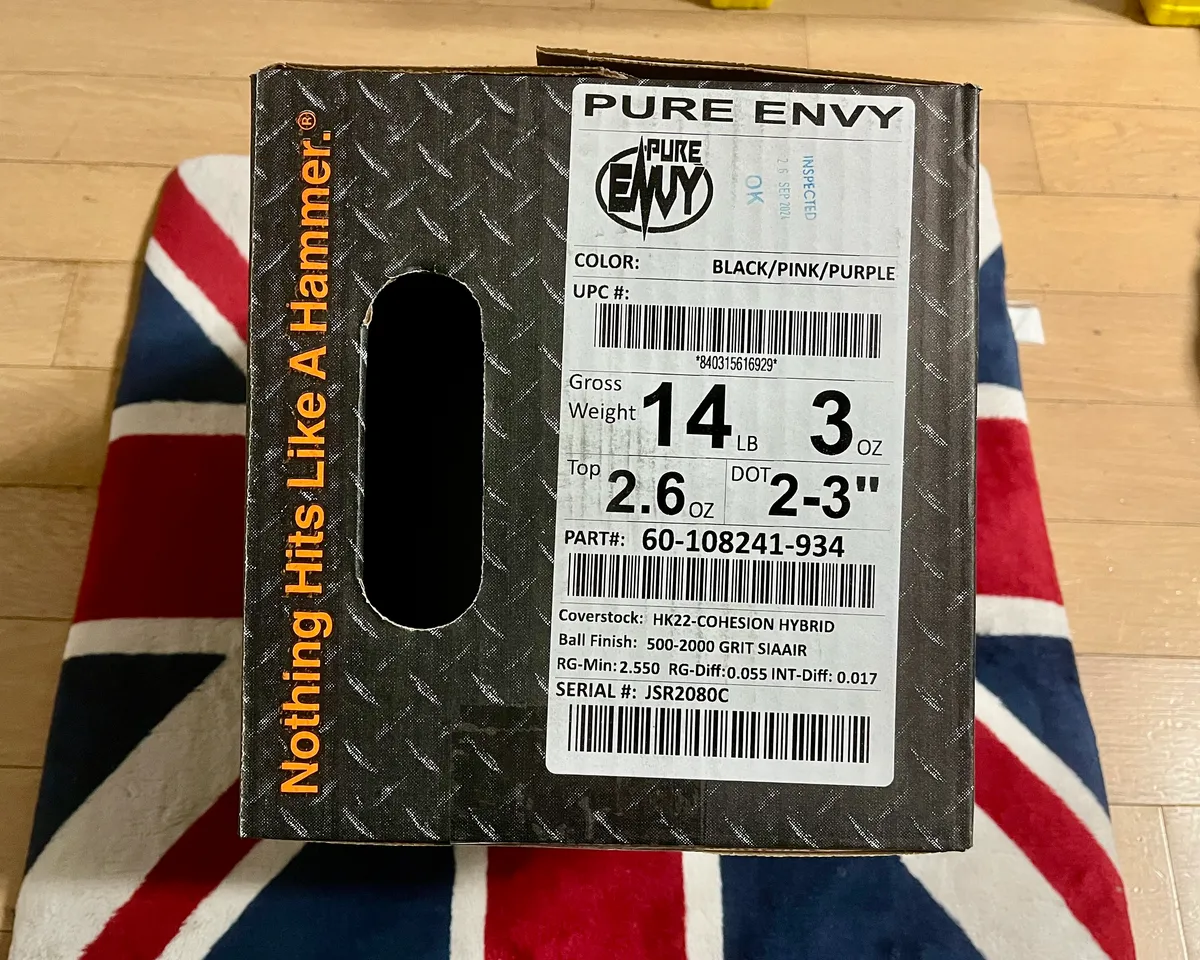 Nothing Hits Like A Hammer.®
PURE ENVY
PURE
ENVY
INSPECTED
26 SEP 2024
OK
COLOR: BLACK/PINK/PURPLE
UPC #:
*840315616929*
Gross
Weight 14 LB 3 OZ
Top 2.6 OZ DOT 2-3"
PART#: 60-108241-934
Coverstock: HK22-COHESION HYBRID
Ball Finish: 500-2000 GRIT SIAAIR
RG-Min: 2.550 RG-Diff: 0.055 INT-Diff: 0.017
SERIAL #: JSR2080C